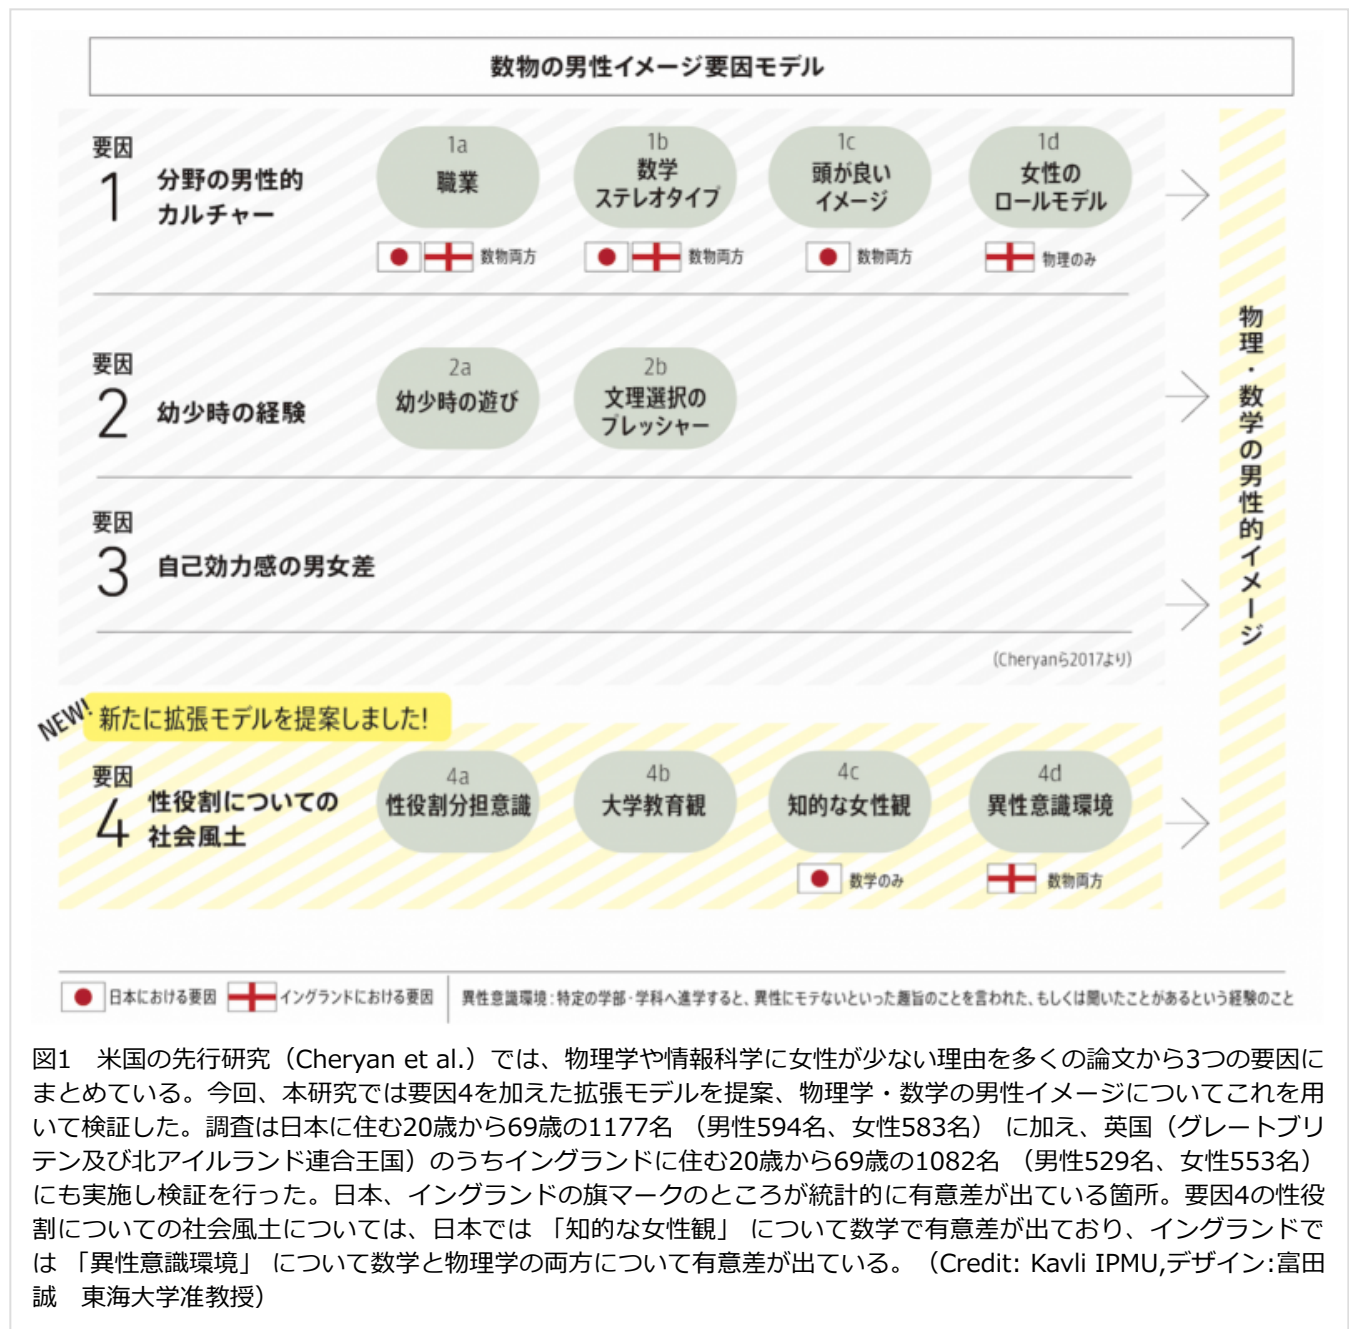 数物の男性イメージ要因モデル
要因
1
分野の男性的
カルチャー
1a
職業
数物両方
1b
数学
ステレオタイプ
数物両方
1c
頭が良い
イメージ
数物両方
1d
女性の
ロールモデル
物理のみ
要因
2
幼少時の経験
2a
幼少時の遊び
2b
文理選択の
プレッシャー
要因
3
自己効力感の男女差
(Cheryanら2017より)
物理・数学の男性的イメージ
NEW!
新たに拡張モデルを提案しました!
要因
4
性役割についての
社会風土
4a
性役割分担意識
4b
大学教育観
4c
知的な女性観
数学のみ
4d
異性意識環境
数物両方
日本における要因
イングランドにおける要因
異性意識環境:特定の学部・学科へ進学すると、異性にモテないといった趣旨のことを言われた、もしくは聞いたことがあるという経験のこと
図1　米国の先行研究（Cheryan et al.）では、物理学や情報科学に女性が少ない理由を多くの論文から3つの要因に
まとめている。今回、本研究では要因4を加えた拡張モデルを提案、物理学・数学の男性イメージについてこれを用
いて検証した。調査は日本に住む20歳から69歳の1177名 （男性594名、女性583名） に加え、英国（グレートブリ
テン及び北アイルランド連合王国）のうちイングランドに住む20歳から69歳の1082名 （男性529名、女性553名）
にも実施し検証を行った。日本、イングランドの旗マークのところが統計的に有意差が出ている箇所。要因4の性役
割についての社会風土については、日本では 「知的な女性観」 について数学で有意差が出ており、イングランドで
は 「異性意識環境」 について数学と物理学の両方について有意差が出ている。（Credit: Kavli IPMU,デザイン:富田
誠　東海大学准教授）